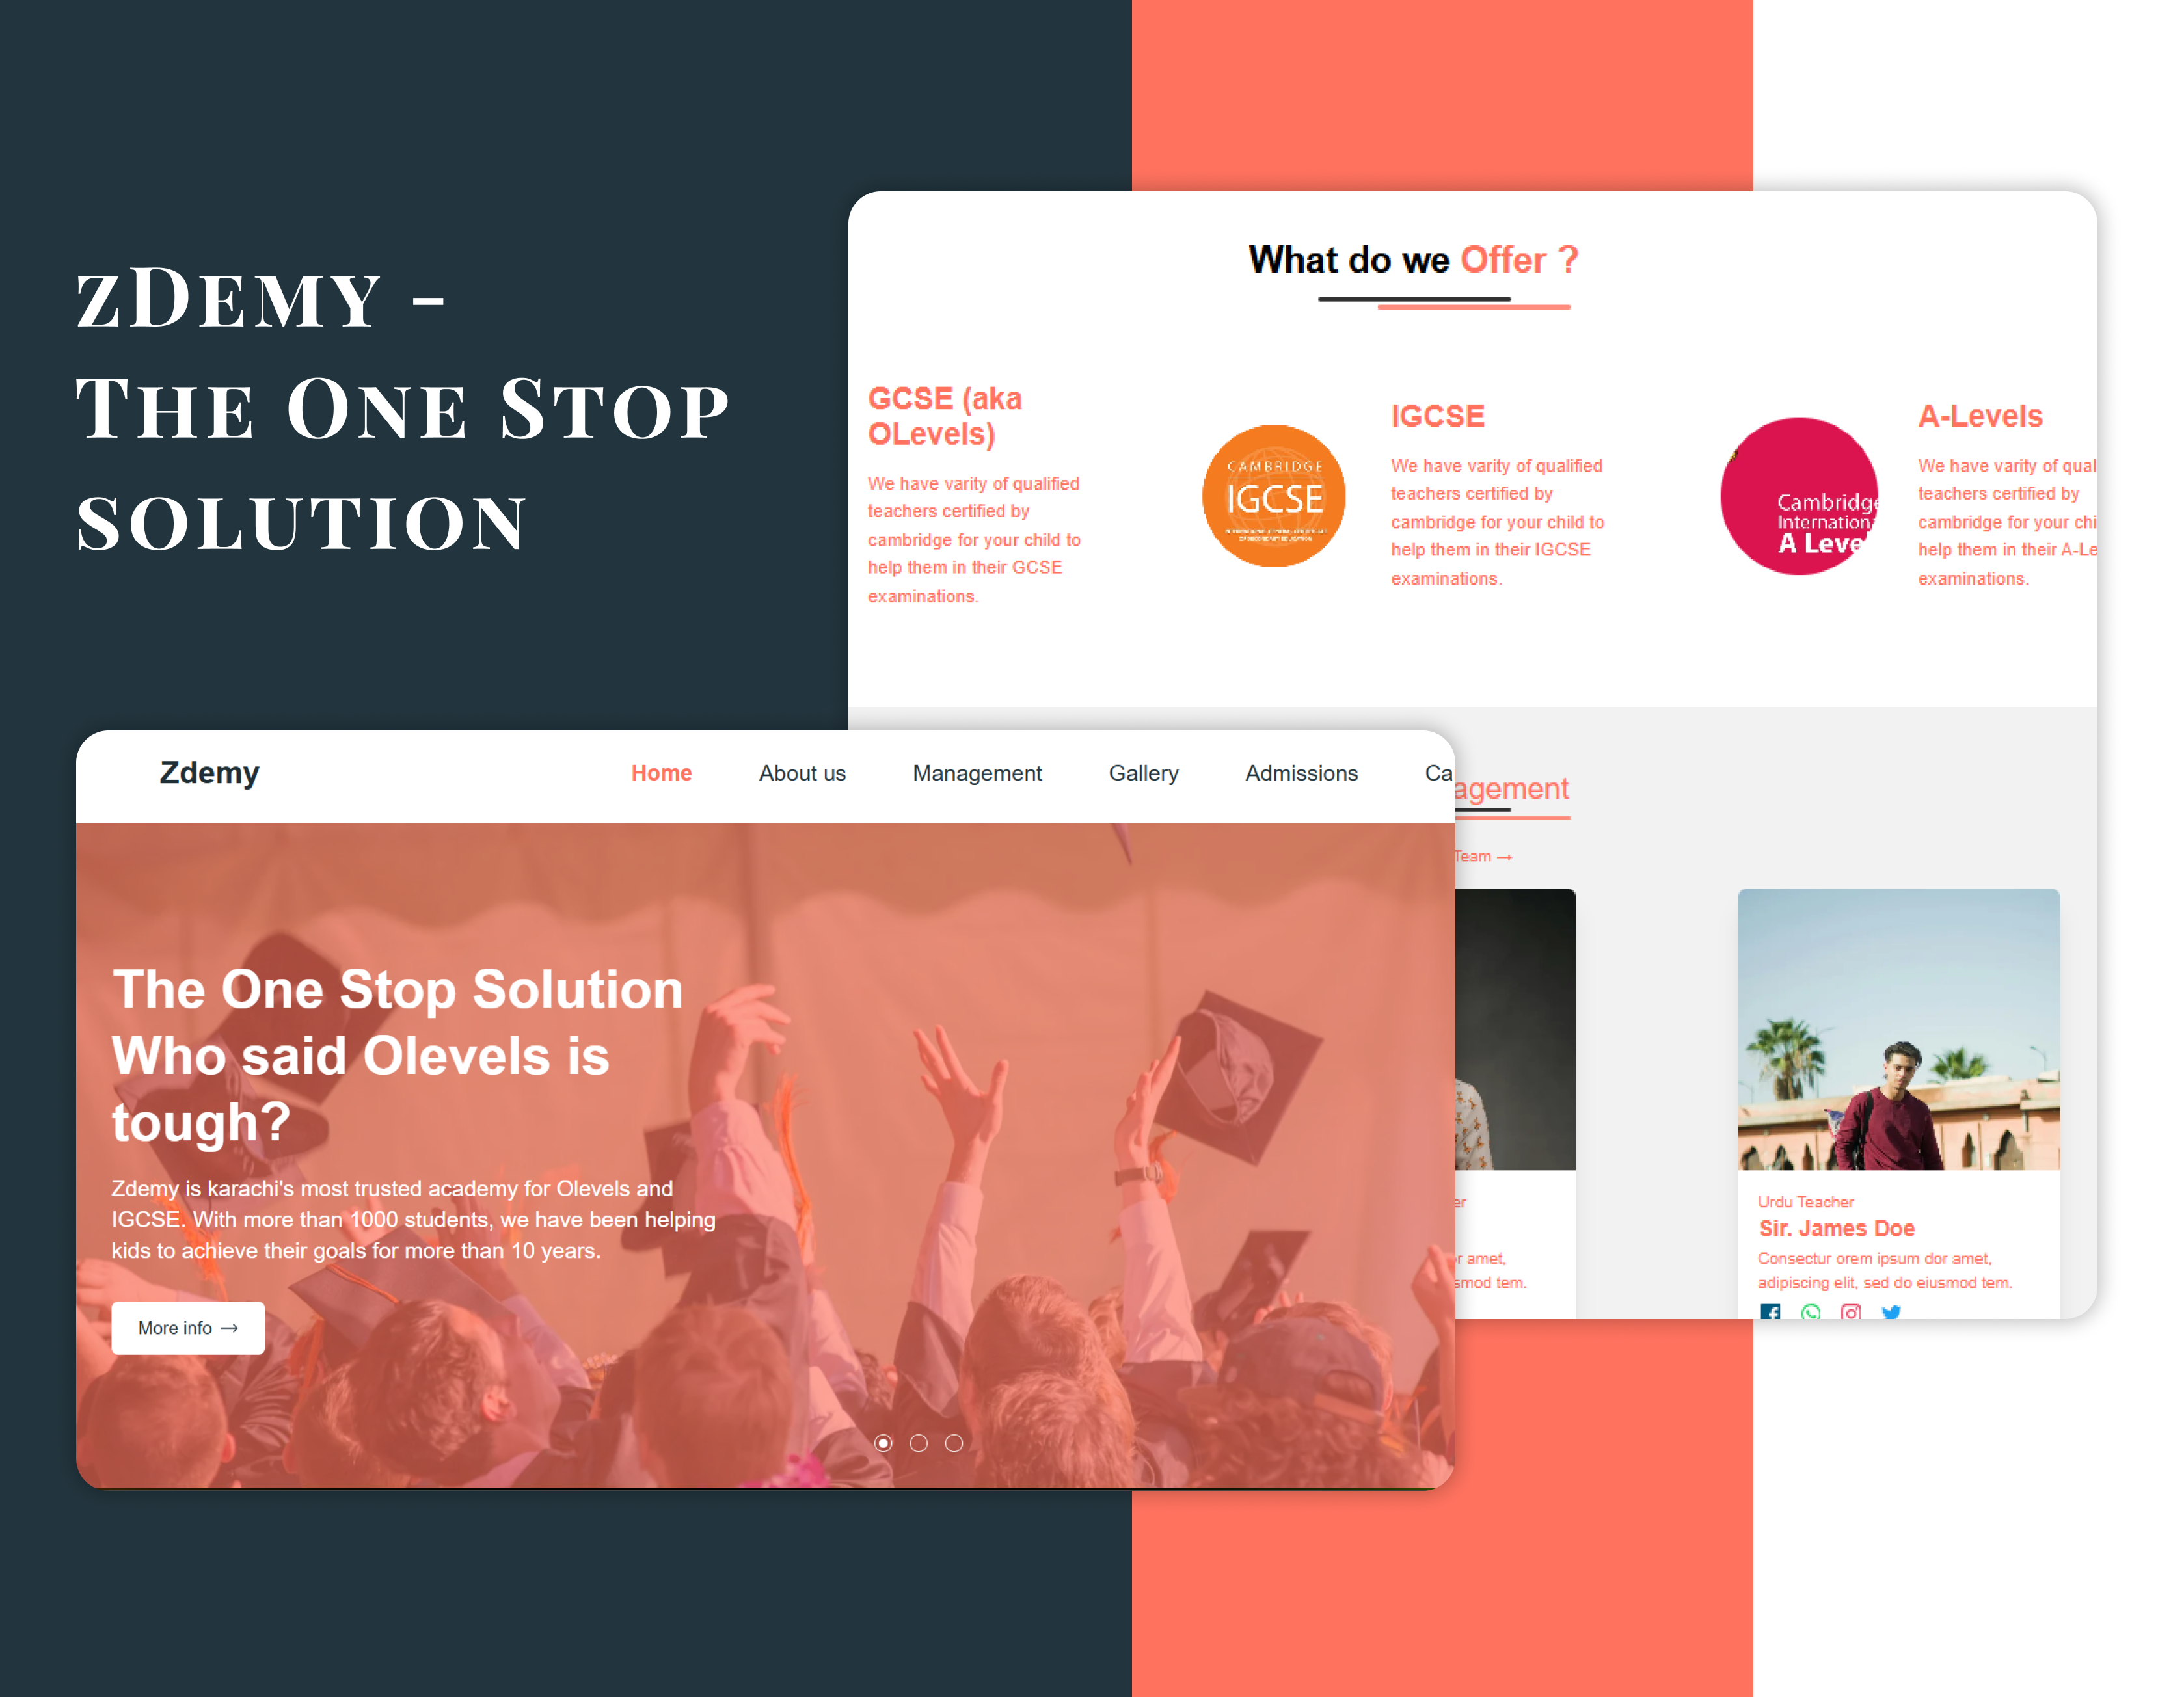 zDemy -
The One Stop
solution
What do we Offer ?
GCSE (aka
OLevels)
We have varity of qualified
teachers certified by
cambridge for your child to
help them in their GCSE
examinations.
CAMBRIDGE
IGCSE
IGCSE
We have varity of qualified
teachers certified by
cambridge for your child to
help them in their IGCSE
examinations.
Cambridge
Internationa
A Leve
A-Levels
We have varity of qual
teachers certified by
cambridge for your chi
help them in their A-Le
examinations.
agement
Team →
er
r amet,
smod tem.
Urdu Teacher
Sir. James Doe
Consectur orem ipsum dor amet,
adipiscing elit, sed do eiusmod tem.
Zdemy
Home About us Management Gallery Admissions Ca
The One Stop Solution
Who said Olevels is
tough?
Zdemy is karachi's most trusted academy for Olevels and
IGCSE. With more than 1000 students, we have been helping
kids to achieve their goals for more than 10 years.
More info →